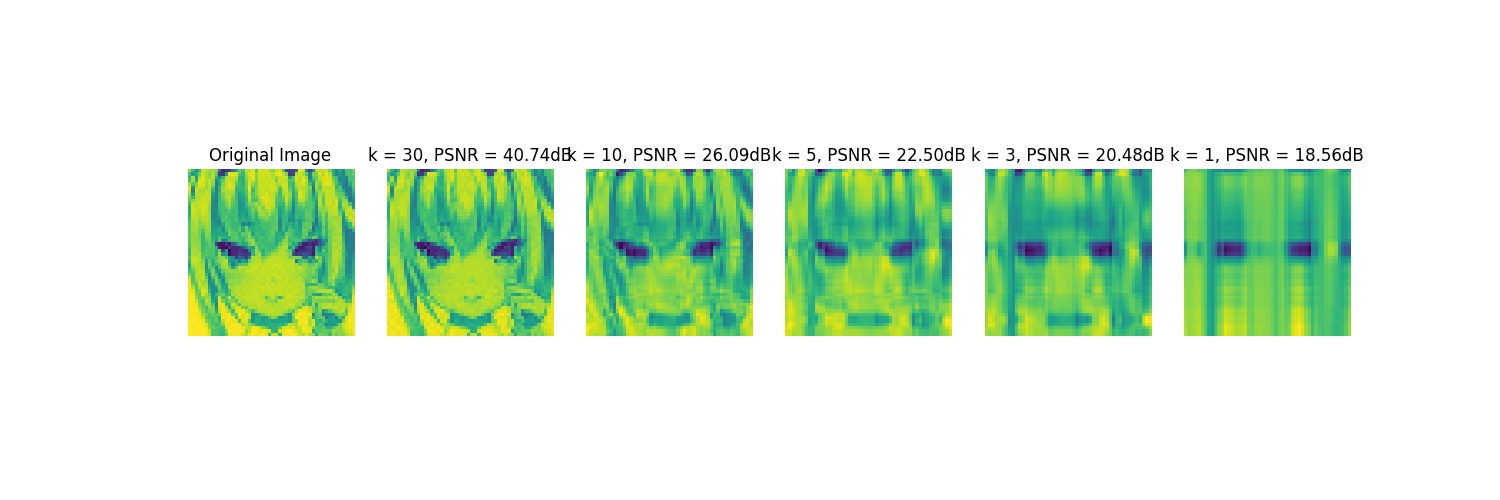 Original Image
k = 30, PSNR = 40.74dB
k = 10, PSNR = 26.09dB
k = 5, PSNR = 22.50dB
k = 3, PSNR = 20.48dB
k = 1, PSNR = 18.56dB